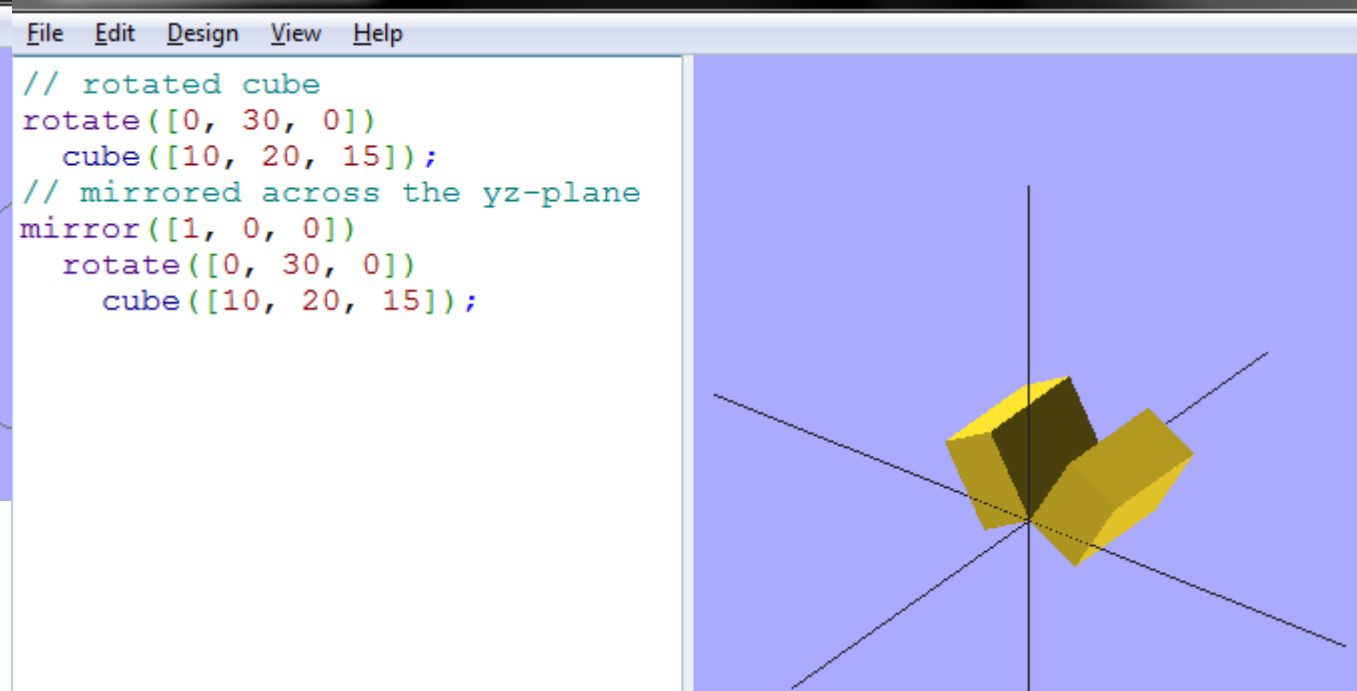 File Edit Design View Help
// rotated cube
rotate([0, 30, 0])
  cube([10, 20, 15]);
// mirrored across the yz-plane
mirror([1, 0, 0])
  rotate([0, 30, 0])
    cube([10, 20, 15]);